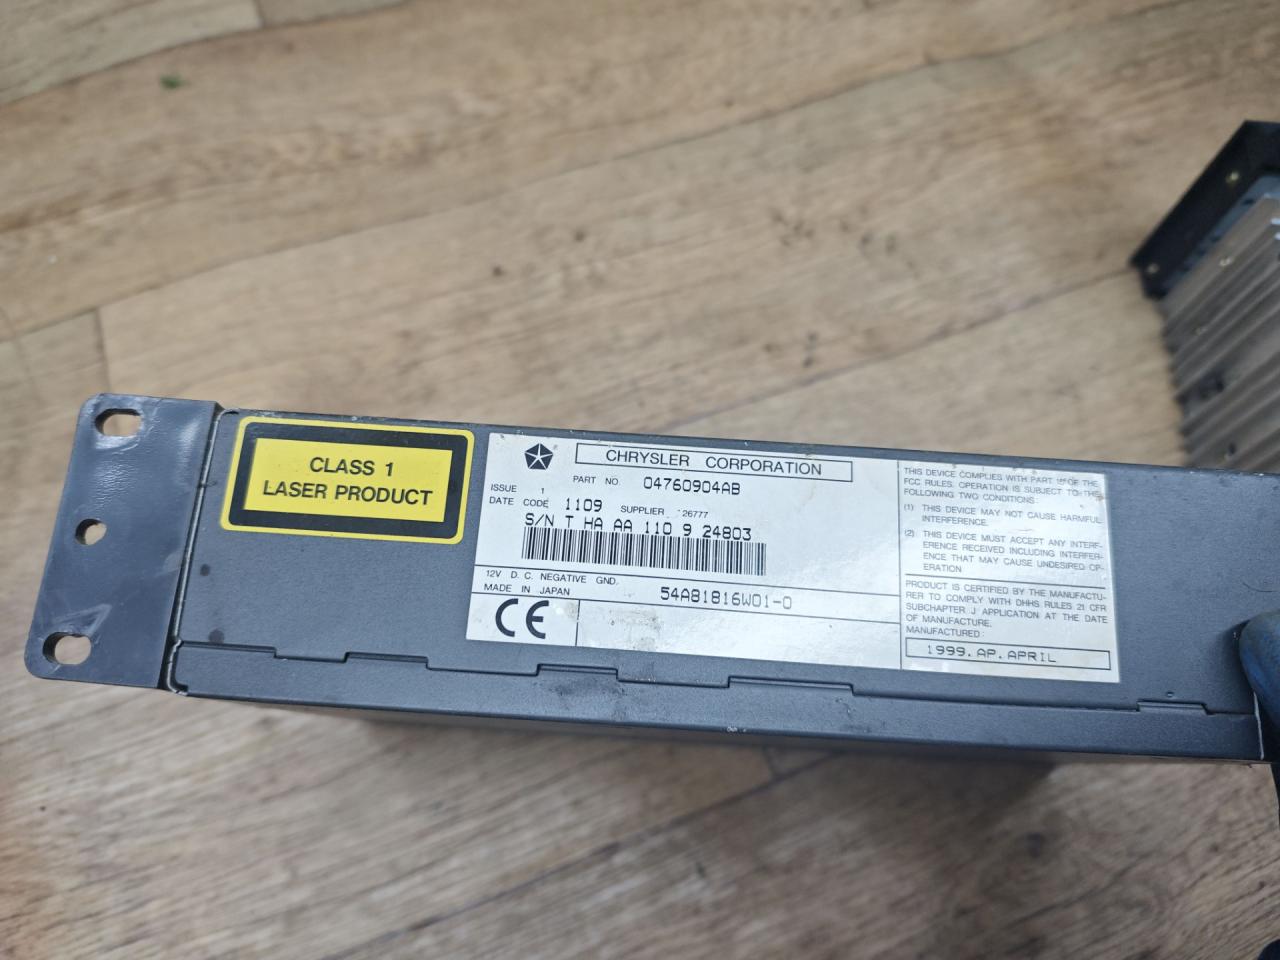 CLASS 1
LASER PRODUCT
CHRYSLER CORPORATION
PART NO. 04760904AB
ISSUE 1
DATE CODE 1109 SUPPLIER 26777
S/N T HA AA 110 9 24803
12V D.C. NEGATIVE GND.
MADE IN JAPAN 54A81816W01-0
CE
THIS DEVICE COMPLIES WITH PART 15 OF THE
FCC RULES. OPERATION IS SUBJECT TO THE
FOLLOWING TWO CONDITIONS:
(1) THIS DEVICE MAY NOT CAUSE HARMFUL
INTERFERENCE.
(2) THIS DEVICE MUST ACCEPT ANY INTERF-
ERENCE RECEIVED INCLUDING INTERFER-
ENCE THAT MAY CAUSE UNDESIRED OP-
ERATION
PRODUCT IS CERTIFIED BY THE MANUFACTU-
RER TO COMPLY WITH DHHS RULES 21 CFR
SUBCHAPTER J APPLICATION AT THE DATE
OF MANUFACTURE.
MANUFACTURED:
1999. AP. APRIL